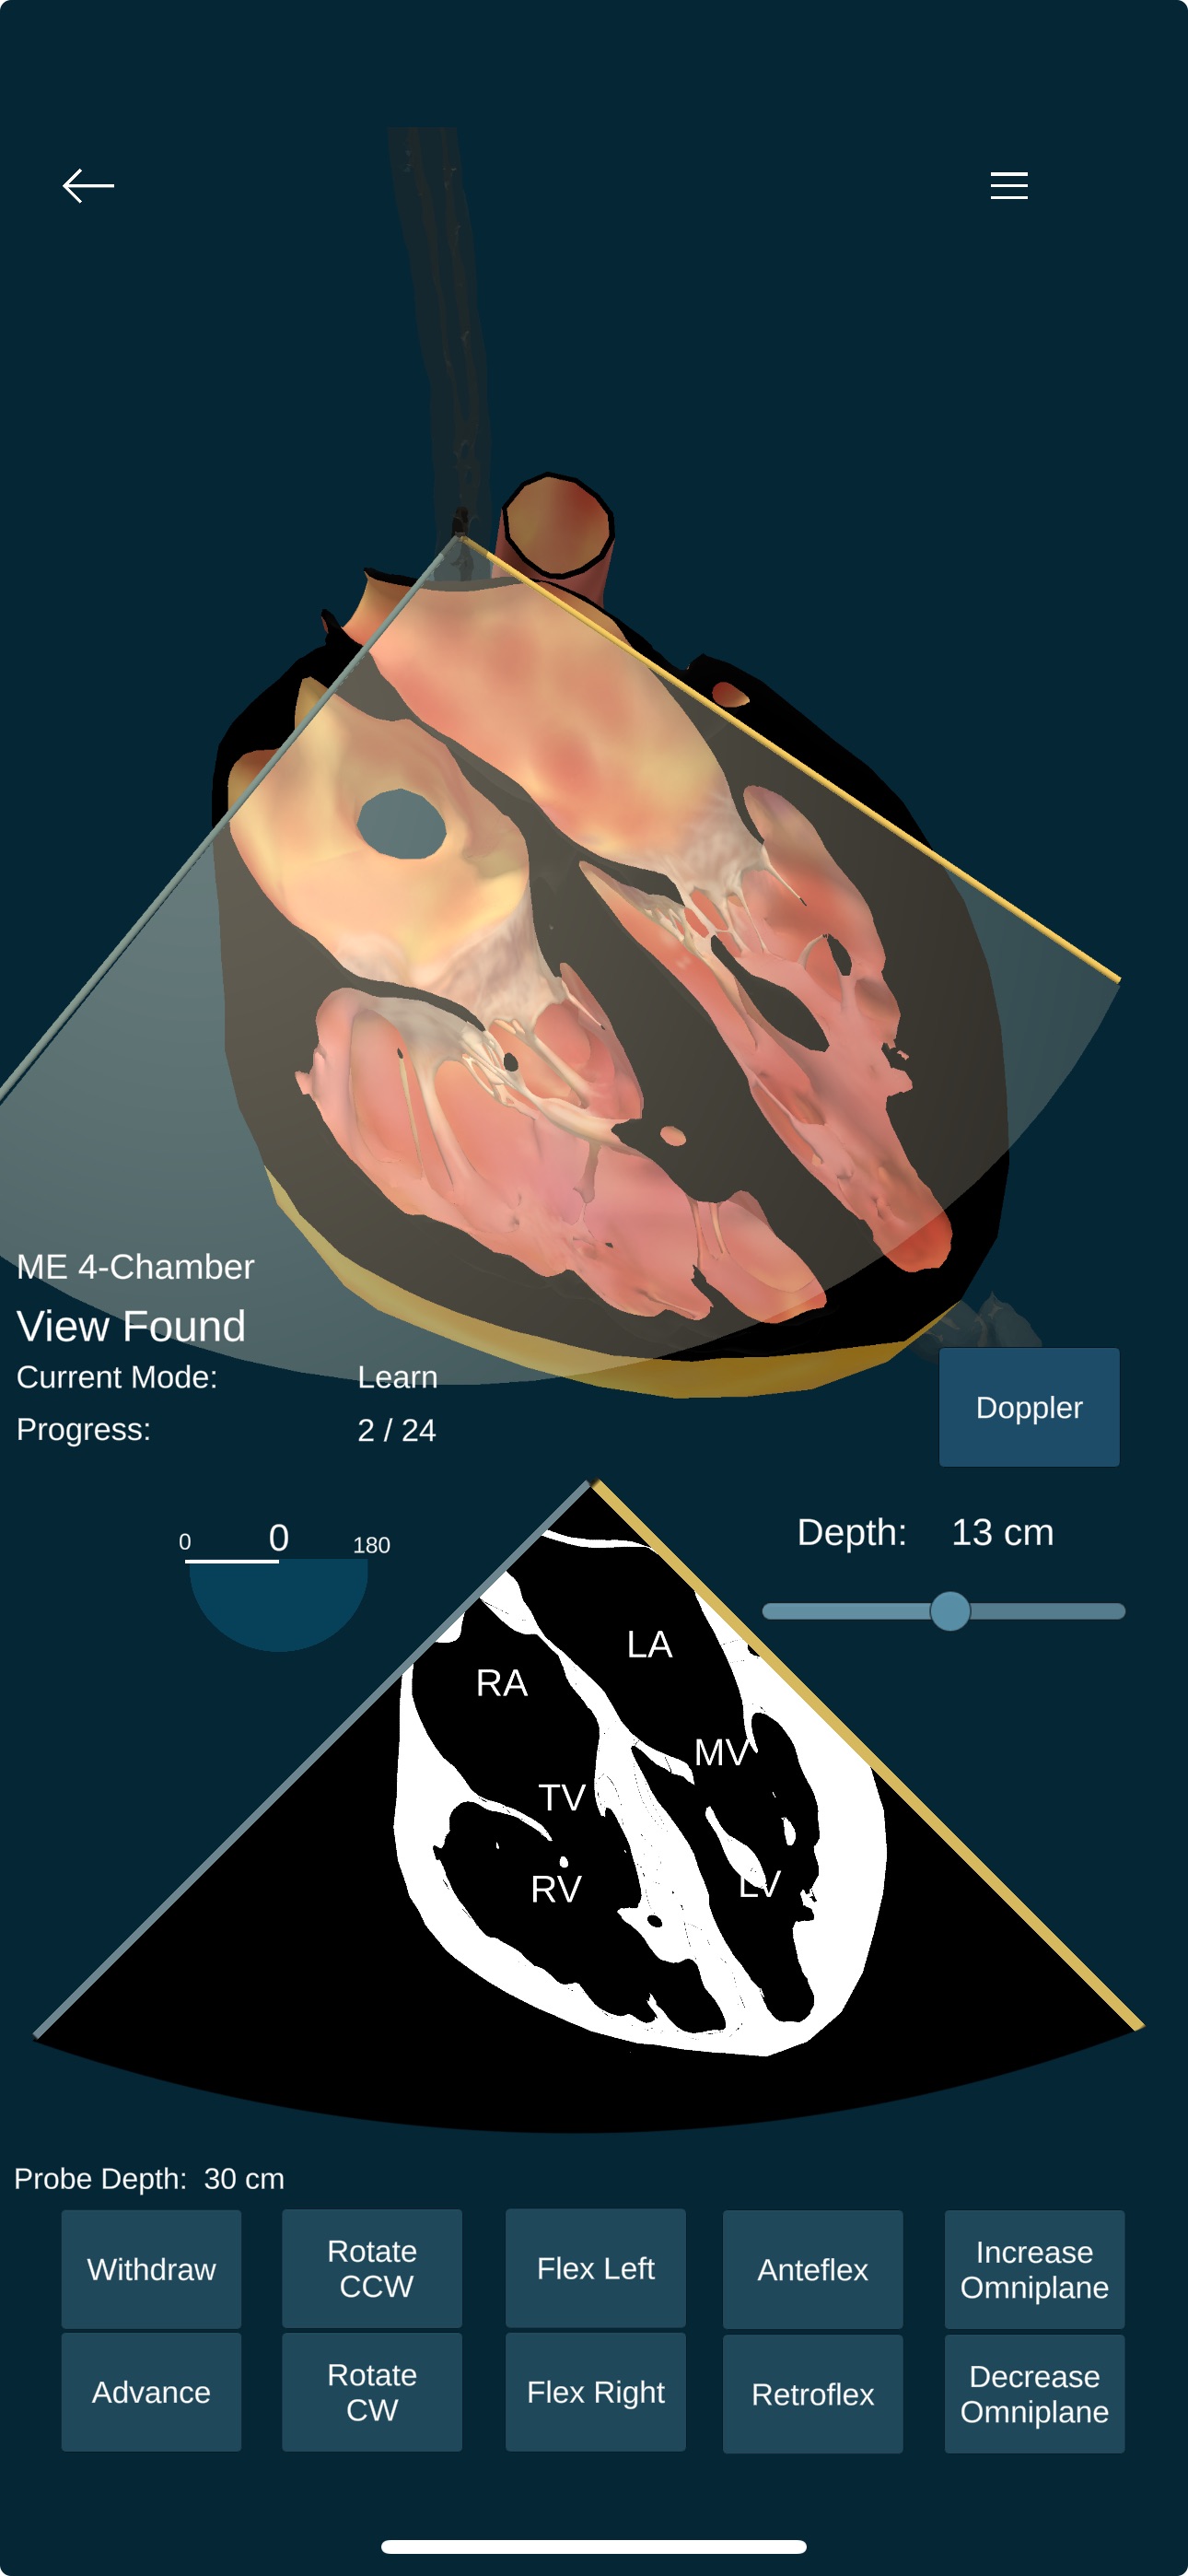 ME 4-Chamber
View Found
Current Mode: Learn
Progress: 2 / 24
Doppler
0 0 180
Depth: 13 cm
LA
RA
MV
TV
RV
LV
Probe Depth: 30 cm
Withdraw
Rotate
CCW
Flex Left
Anteflex
Increase
Omniplane
Advance
Rotate
CW
Flex Right
Retroflex
Decrease
Omniplane